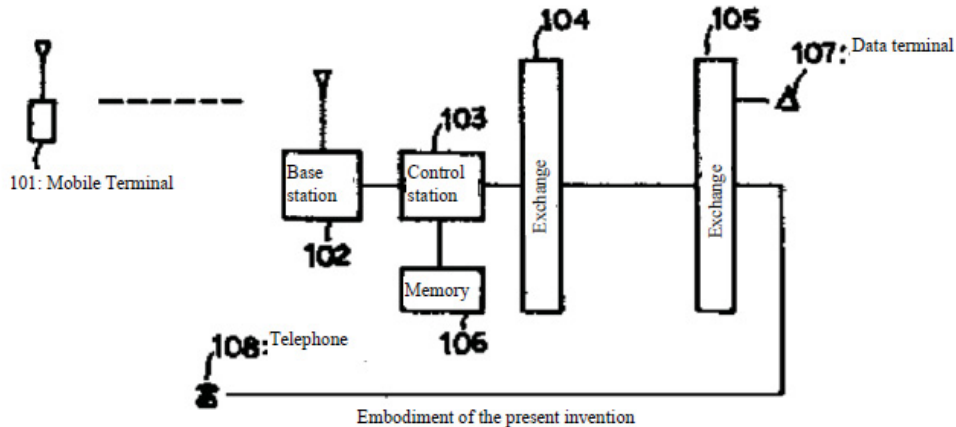 104
105
107: Data terminal
103
Base
station
Control
station
Exchange
Exchange
101: Mobile Terminal
102
Memory
106
108: Telephone
Embodiment of the present invention